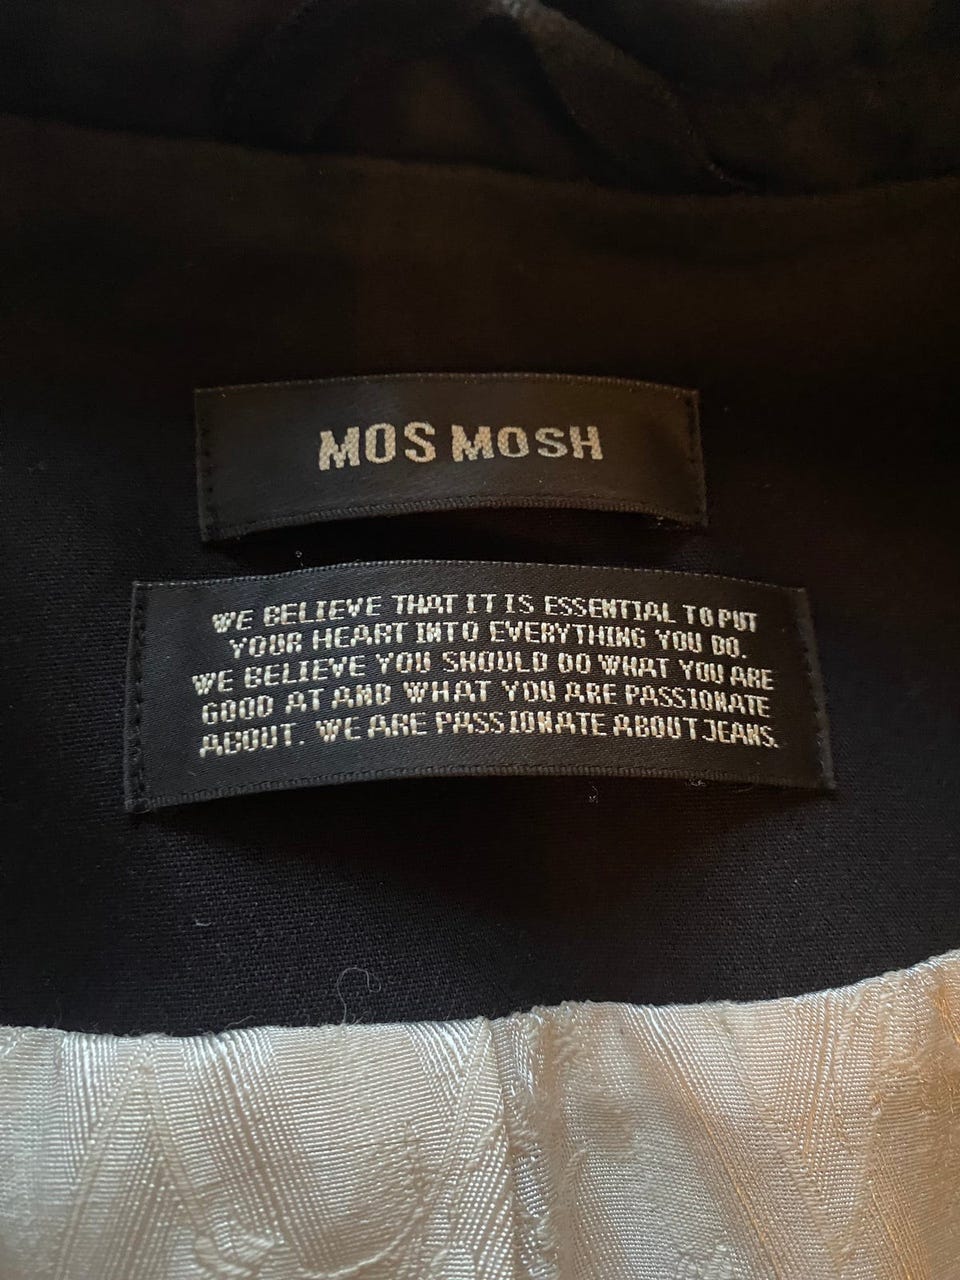 MOS MOSH
WE BELIEVE THAT IT IS ESSENTIAL TO PUT
YOUR HEART INTO EVERYTHING YOU DO.
WE BELIEVE YOU SHOULD DO WHAT YOU ARE
GOOD AT AND WHAT YOU ARE PASSIONATE
ABOUT. WE ARE PASSIONATE ABOUT JEANS.